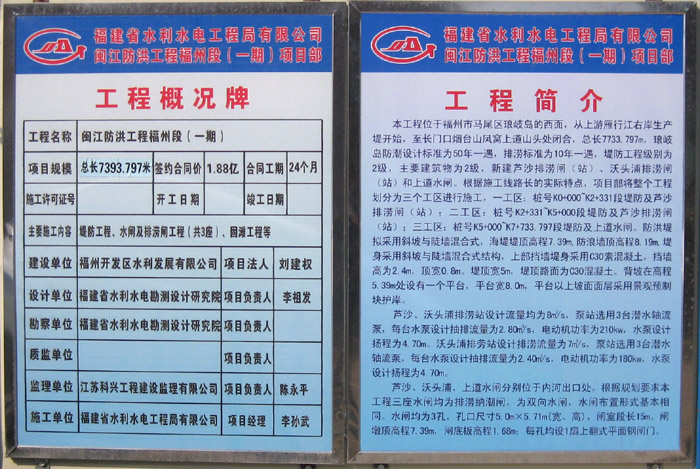 福建省水利水电工程局有限公司
闽江防洪工程福州段（一期）项目部
工程概况牌
工程名称 闽江防洪工程福州段（一期）
项目规模 总长7393.797米 签约合同价 1.88亿 合同工期 24个月
施工许可证号 开工日期 竣工日期
主要施工内容 堤防工程、水闸及排涝闸工程（共3座）、围滩工程等
建设单位 福州开发区水利发展有限公司 项目法人 刘建权
设计单位 福建省水利水电勘测设计研究院 项目负责人 李祖发
勘察单位 福建省水利水电勘测设计研究院 项目负责人
质监单位 项目负责人
监理单位 江苏科兴工程建设监理有限公司 项目负责人 陈永平
施工单位 福建省水利水电工程局有限公司 项目经理 李孙武
福建省水利水电工程局有限公司
闽江防洪工程福州段（一期）项目部
工程简介
本工程位于福州市马尾区琅岐岛的西面，从上游雁行江右岸生产
堤开始，至长门口烟台山凤窝上道山头处闭合，总长7733.797m，琅岐
岛防潮设计标准为50年一遇，排涝标准为10年一遇，堤防工程级别为
2级，主要建筑物为2级，新建芦沙排涝闸（站）、沃头浦排涝闸
（站）和上道水闸。根据施工线路长的实际特点，项目部将整个工程
划分为三个工区进行施工，一工区：桩号K0+000~K2+331段堤防及芦沙
排涝闸（站）；二工区：桩号K2+331~K5+000段堤防及芦沙排涝闸
（站）；三工区：桩号K5+000~K7+733.797段堤防及上道水闸。防洪堤
拟采用斜坡与陡墙混合式，海堤堤顶高程7.39m,防浪墙顶高程8.19m,堤
身采用斜坡与陡墙混合式结构，上部挡墙堤身采用C30素混凝土，挡墙
高为2.4m，顶宽0.8m。堤顶宽5m，堤顶路面为C30混凝土。背坡在高程
5.39m处设有一个平台，平台宽8.0m，平台以上坡面面层采用景观预制
块护岸。
芦沙、沃头浦排涝站设计流量均为8m³/s，泵站选用3台潜水轴流
泵，每台水泵设计抽排流量为2.80m³/s，电动机功率为210kw，水泵设计
扬程为4.70m。沃头浦排劳站设计排涝流量为7m³/s，泵站选用3台潜水
轴流泵，每台水泵设计抽排流量为2.40m³/s，电动机功率为180kw，水泵
设计扬程为4.70m。
芦沙、沃头浦、上道水闸分别位于内河出口处。根据规划要求本
工程三座水闸均为排涝纳潮闸，为双向水闸，水闸布置形式基本相
同。水闸均为3孔，孔口尺寸5.0m×5.71m(宽、高)，闸室段长15m，闸
墩顶高程7.39m，闸底板高程1.68m；每孔均设1扇上翻式平面钢闸门。